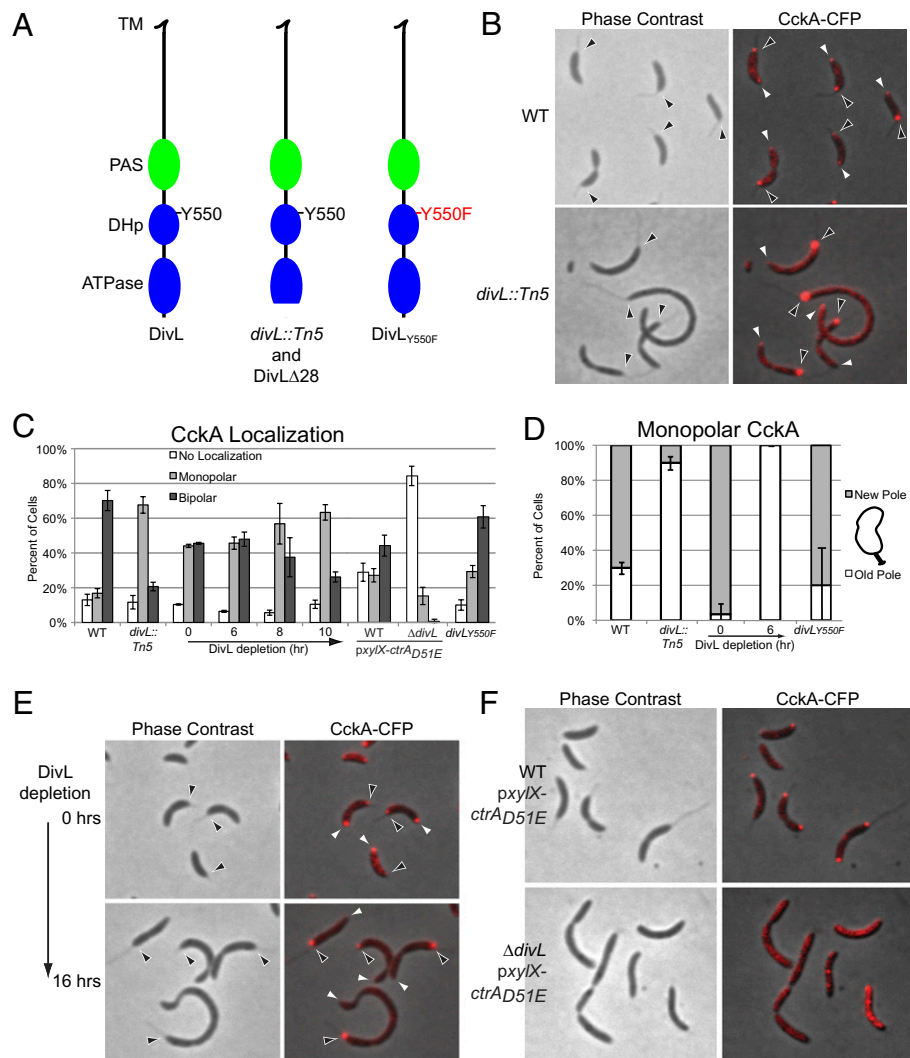 A
TM
PAS
DHp
ATPase
Y550
Y550
Y550F
DivL
divL::Tn5
and
DivLΔ28
DivLY550F
B
Phase Contrast
CckA-CFP
WT
divL::Tn5
C
CckA Localization
No Localization
Monopolar
Bipolar
Percent of Cells
100%
80%
60%
40%
20%
0%
WT
divL::
Tn5
0
6
8
10
DivL depletion (hr)
WT
ΔdivL
pxylX-ctrAD51E
divLY550F
D
Monopolar CckA
Percent of Cells
100%
80%
60%
40%
20%
0%
WT
divL::
Tn5
0
6
DivL depletion (hr)
divLY550F
New Pole
Old Pole
E
Phase Contrast
CckA-CFP
DivL
depletion
0 hrs
16 hrs
F
Phase Contrast
CckA-CFP
WT
pxylX-
ctrAD51E
ΔdivL
pxylX-
ctrAD51E